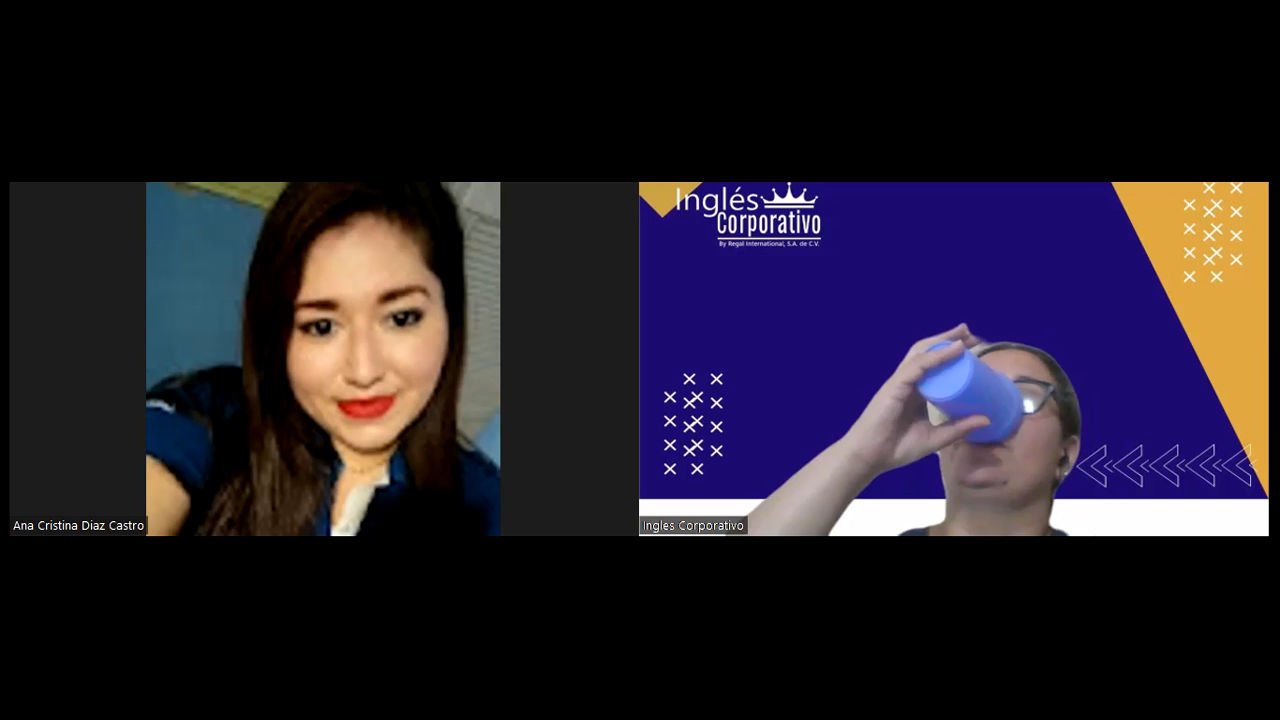 Inglés
Corporativo
By Regal International, S.A. de C.V.
Ana Cristina Diaz Castro
Ingles Corporativo